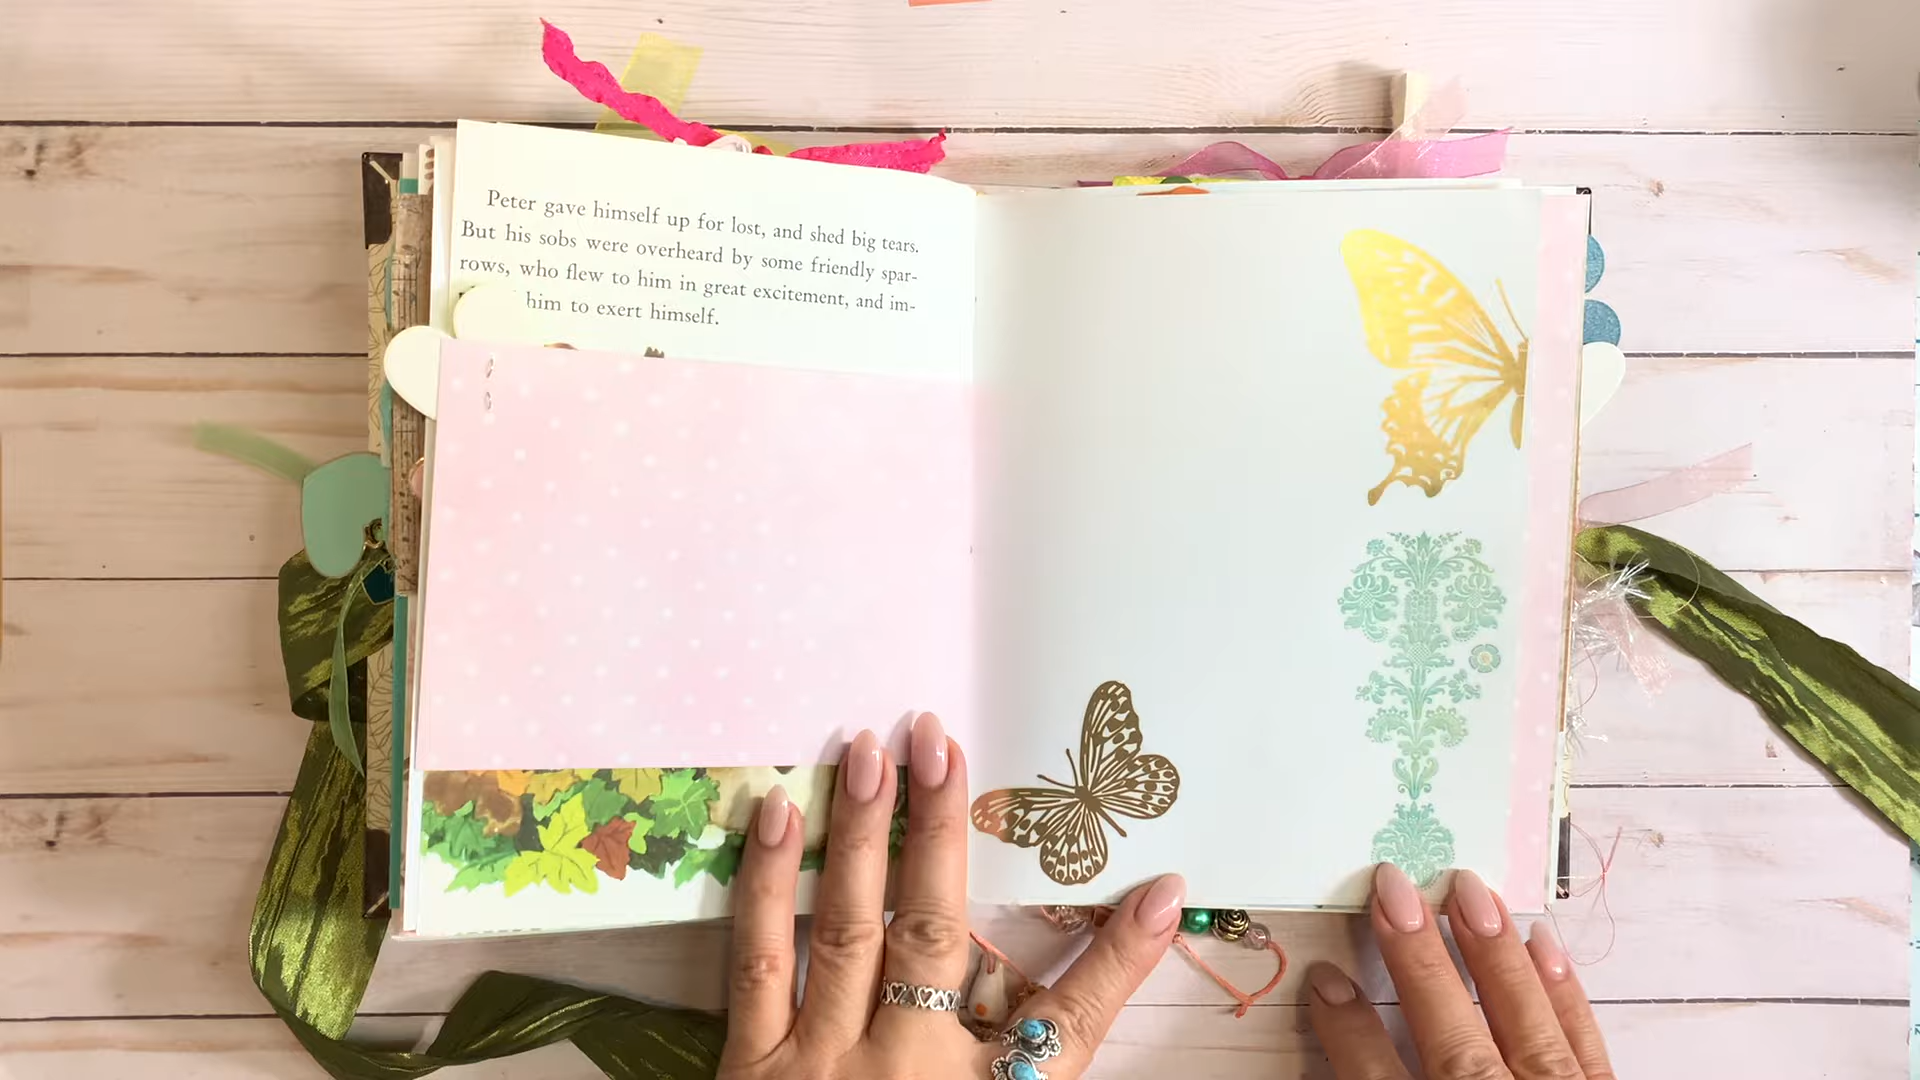 Peter gave himself up for lost, and shed big tears.
But his sobs were overheard by some friendly spar-
rows, who flew to him in great excitement, and im-
him to exert himself.